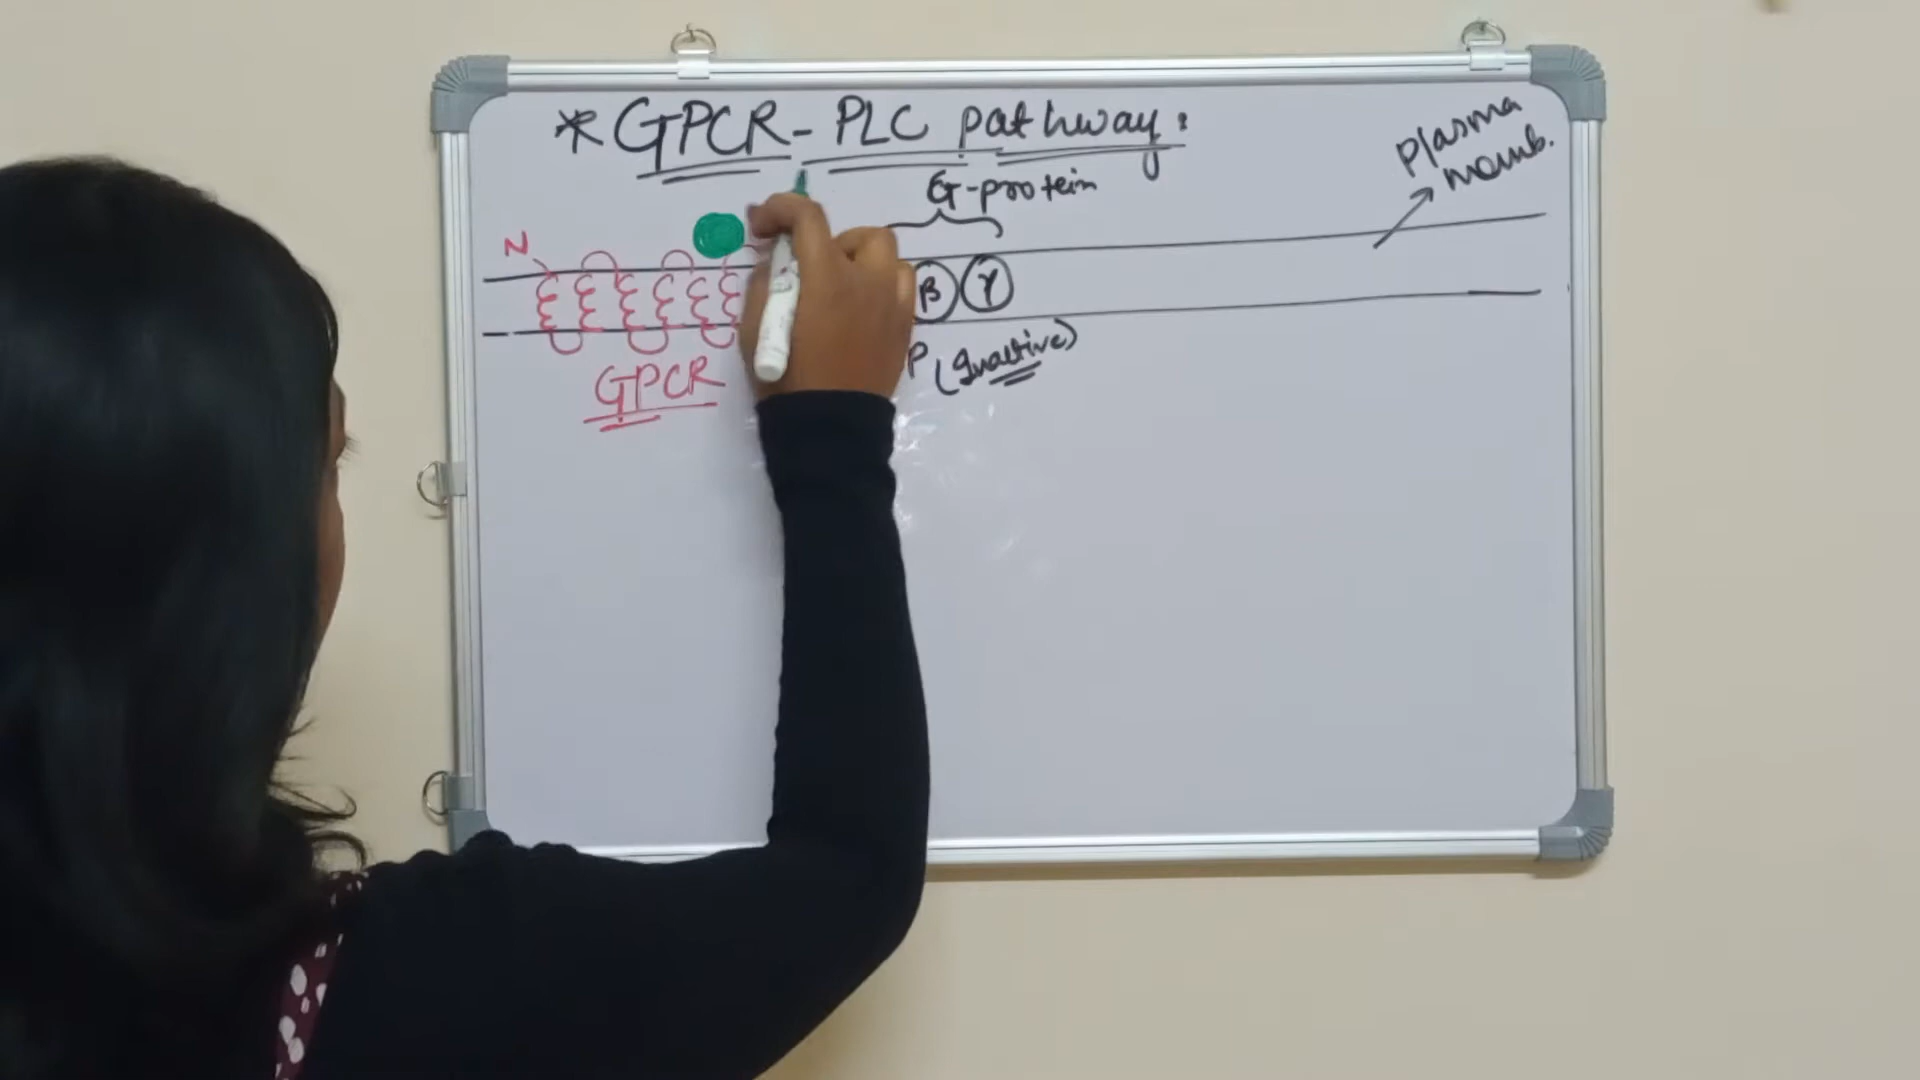 * GPCR - PLC pathway:
Plasma
memb.
G-protein
N
β γ
P (Inactive)
GPCR